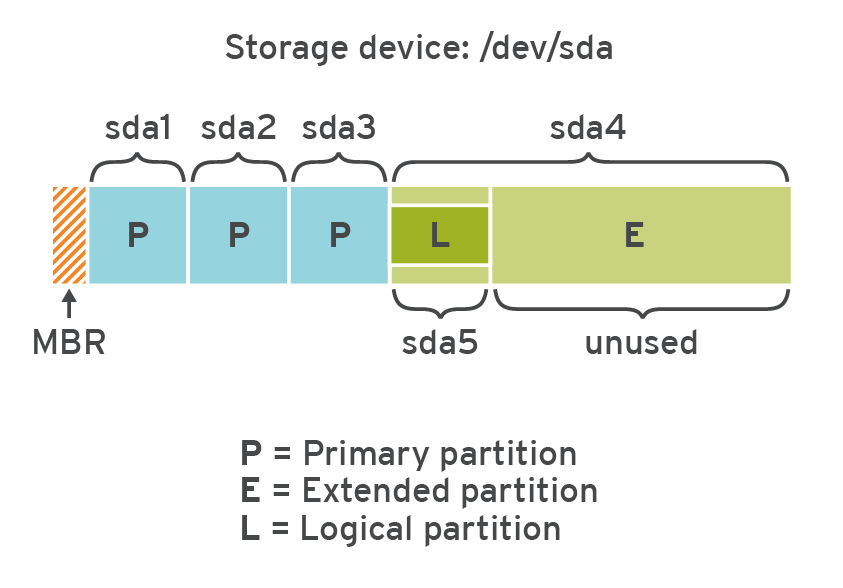 Storage device: /dev/sda
sda1 sda2 sda3 sda4
P P P L E
MBR sda5 unused
P = Primary partition
E = Extended partition
L = Logical partition